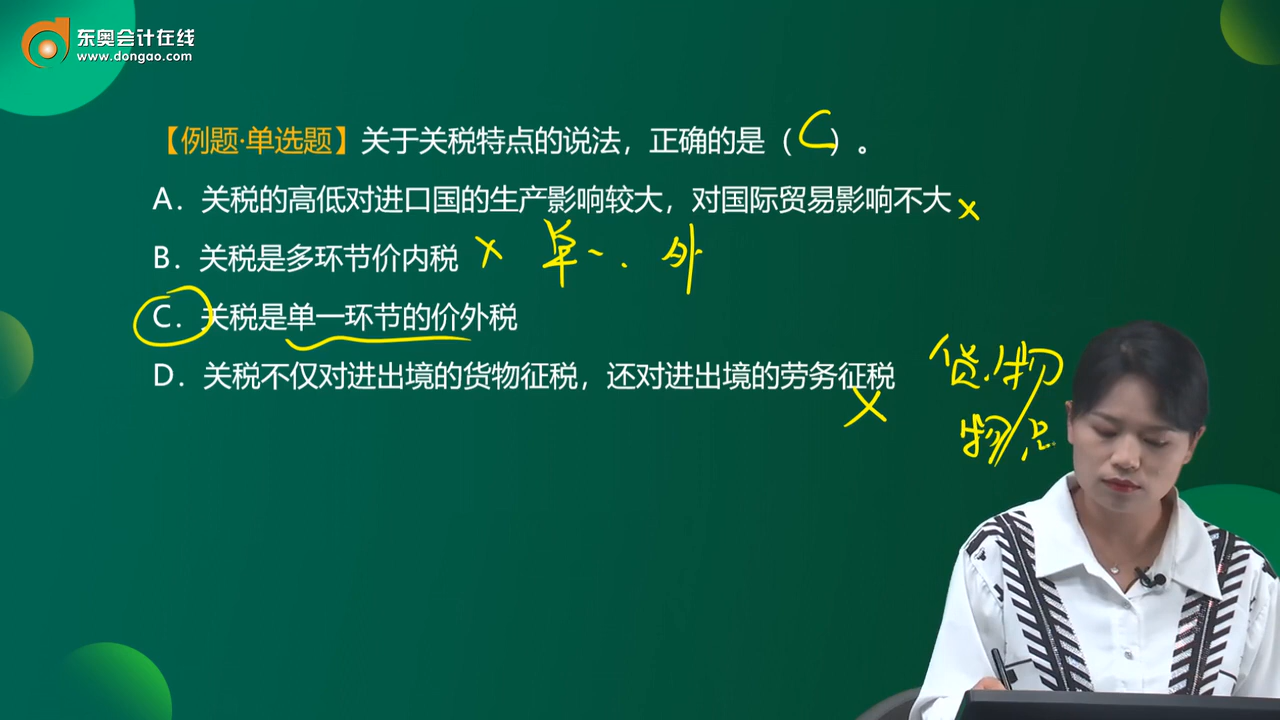 东奥会计在线
www.dongao.com
【例题·单选题】关于关税特点的说法，正确的是（C）。
A．关税的高低对进口国的生产影响较大，对国际贸易影响不大 ×
B．关税是多环节价内税 × 单一．外
C．关税是单一环节的价外税
D．关税不仅对进出境的货物征税，还对进出境的劳务征税 ×
货物
物品